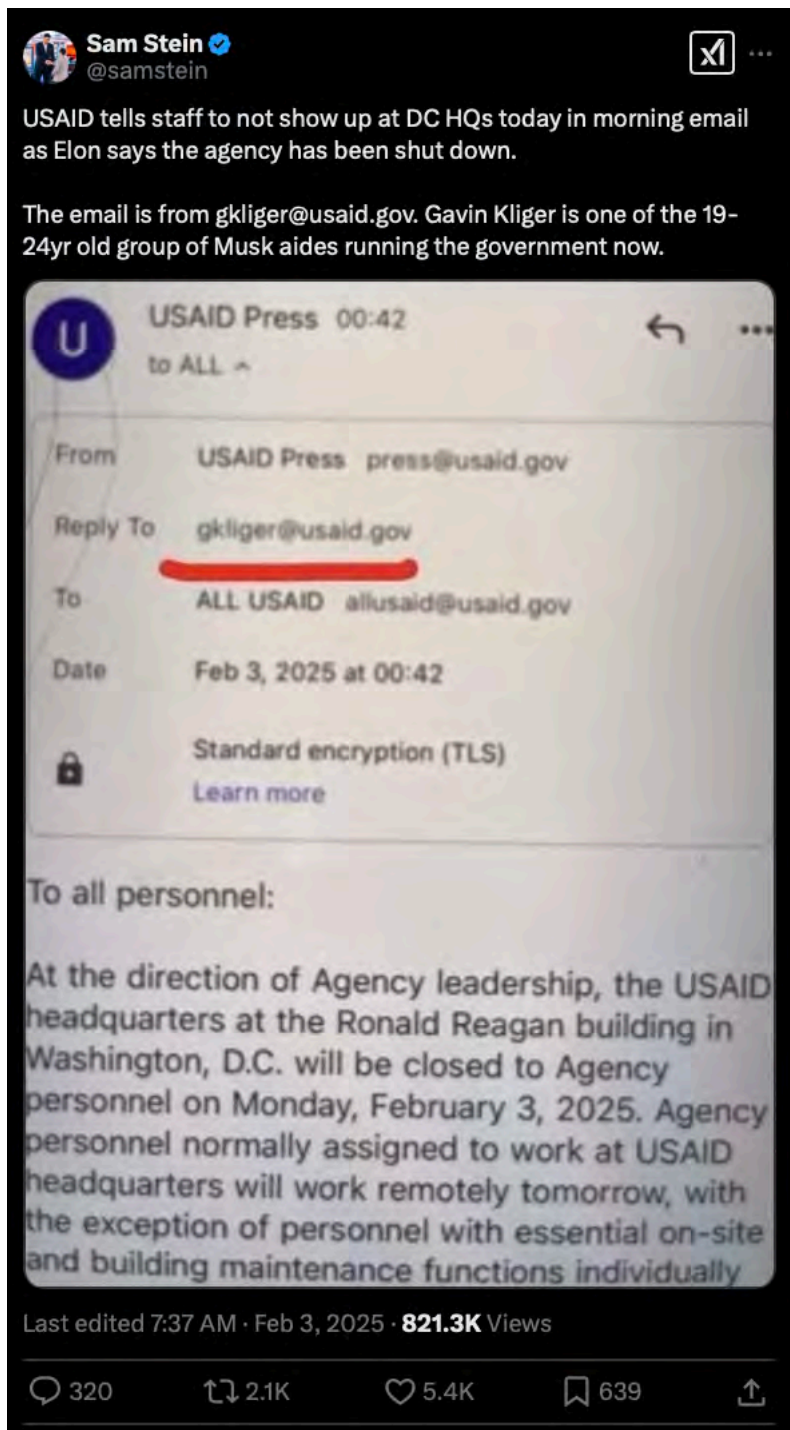 Sam Stein
@samstein
USAID tells staff to not show up at DC HQs today in morning email
as Elon says the agency has been shut down.
The email is from gkliger@usaid.gov. Gavin Kliger is one of the 19-
24yr old group of Musk aides running the government now.
U
USAID Press 00:42
to ALL
From USAID Press press@usaid.gov
Reply To gkliger@usaid.gov
To ALL USAID allusaid@usaid.gov
Date Feb 3, 2025 at 00:42
Standard encryption (TLS)
Learn more
To all personnel:
At the direction of Agency leadership, the USAID
headquarters at the Ronald Reagan building in
Washington, D.C. will be closed to Agency
personnel on Monday, February 3, 2025. Agency
personnel normally assigned to work at USAID
headquarters will work remotely tomorrow, with
the exception of personnel with essential on-site
and building maintenance functions individually
Last edited 7:37 AM · Feb 3, 2025 · 821.3K Views
320 2.1K 5.4K 639